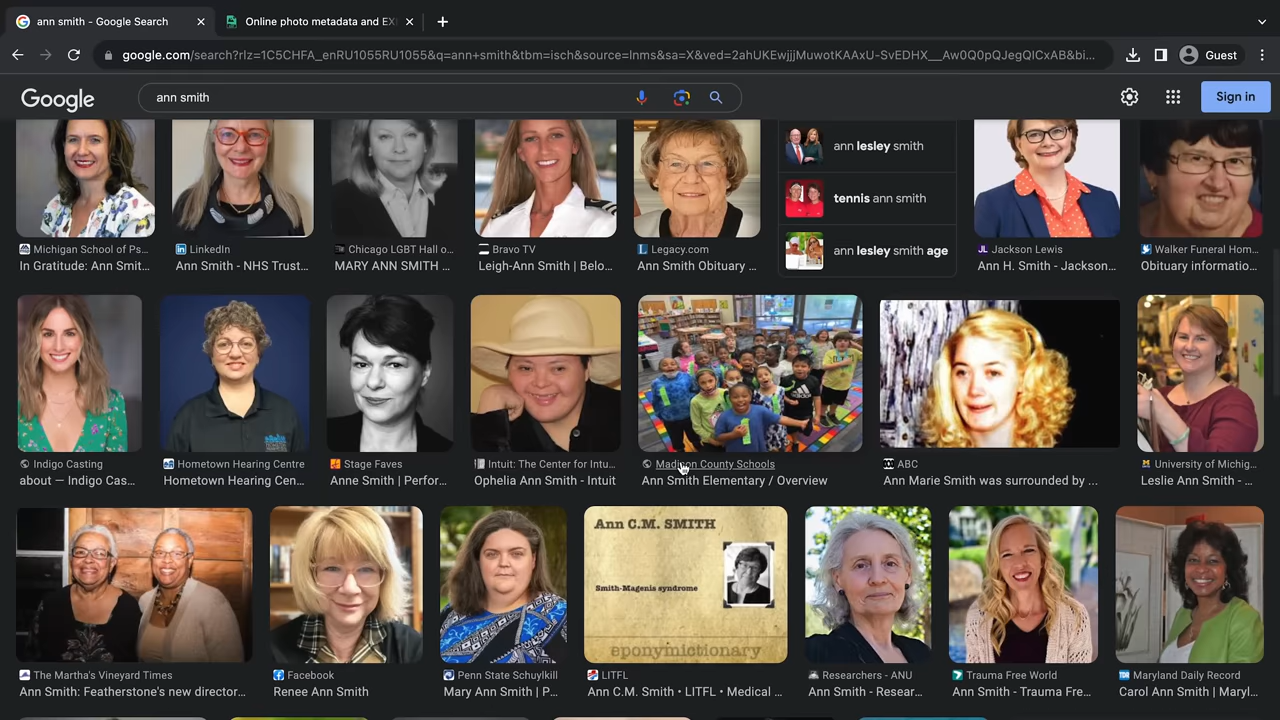 ann smith - Google Search
Online photo metadata and EXI
google.com/search?rlz=1C5CHFA_enRU1055RU1055&q=ann+smith&tbm=isch&source=lnms&sa=X&ved=2ahUKEwjjjMuwotKAAxU-SvEDHX__Aw0Q0pQJegQICxAB&bi...
Guest
Google
ann smith
Sign in
ann lesley smith
tennis ann smith
ann lesley smith age
Michigan School of Ps...
In Gratitude: Ann Smit...
LinkedIn
Ann Smith - NHS Trust...
Chicago LGBT Hall o...
MARY ANN SMITH ...
Bravo TV
Leigh-Ann Smith | Belo...
Legacy.com
Ann Smith Obituary ...
JL Jackson Lewis
Ann H. Smith - Jackson...
Walker Funeral Hom...
Obituary informatio...
Indigo Casting
about — Indigo Cas...
Hometown Hearing Centre
Hometown Hearing Cen...
Stage Faves
Anne Smith | Perfor...
Intuit: The Center for Intu...
Ophelia Ann Smith - Intuit
Madison County Schools
Ann Smith Elementary / Overview
ABC
Ann Marie Smith was surrounded by ...
University of Michig...
Leslie Ann Smith - ...
Ann C.M. SMITH
Smith-Magenis syndrome
eponymictionary
The Martha's Vineyard Times
Ann Smith: Featherstone's new director...
Facebook
Renee Ann Smith
Penn State Schuylkill
Mary Ann Smith | P...
LITFL
Ann C.M. Smith • LITFL • Medical ...
Researchers - ANU
Ann Smith - Resear...
Trauma Free World
Ann Smith - Trauma Fre...
Maryland Daily Record
Carol Ann Smith | Maryl...